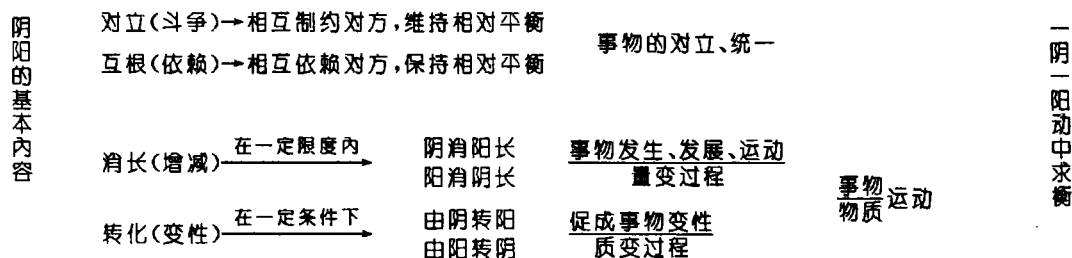 阴阳的基本内容
对立(斗争)→相互制约对方,维持相对平衡
互根(依赖)→相互依赖对方,保持相对平衡
事物的对立、统一
消长(增减)
在一定限度内
阴消阳长
阳消阴长
事物发生、发展、运动
量变过程
转化(变性)
在一定条件下
由阴转阳
由阳转阴
促成事物变性
质变过程
事物
物质
运动
一阴一阳动中求衡